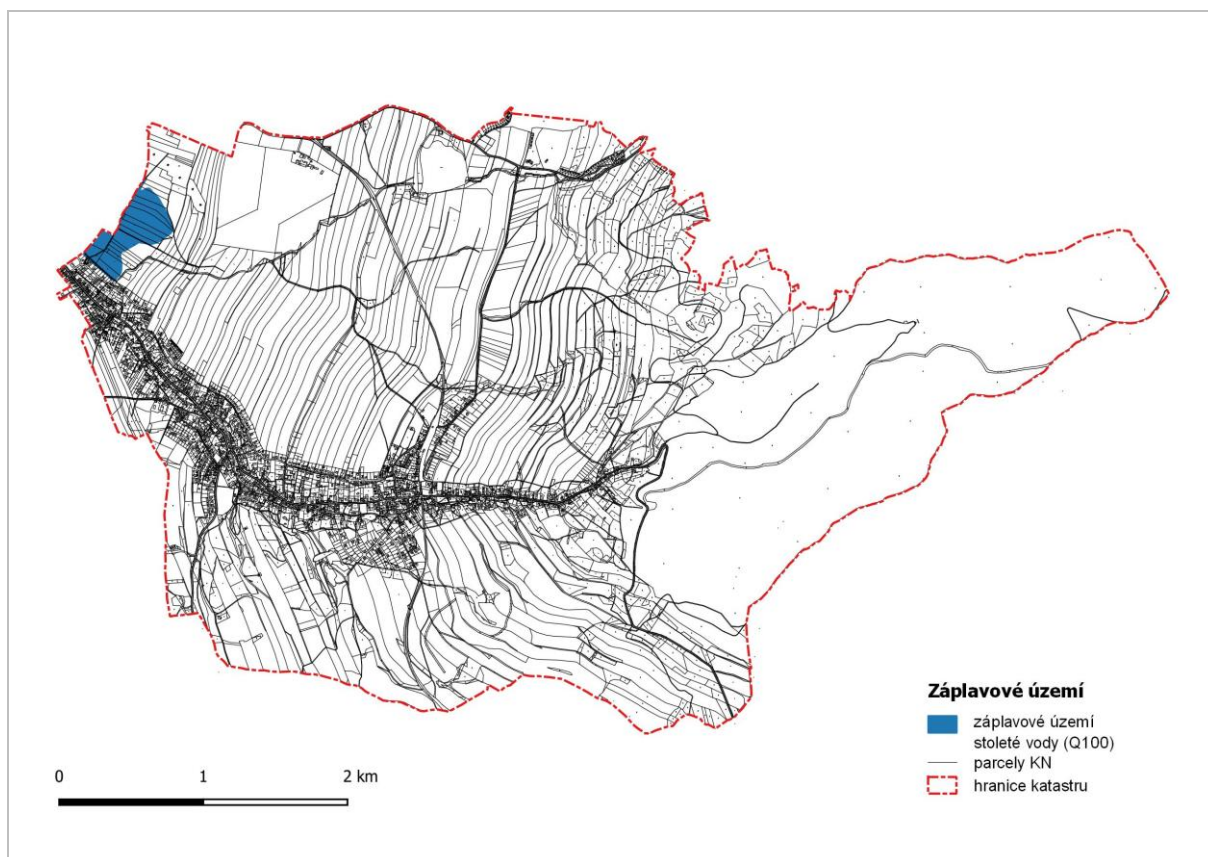 Záplavové území
záplavové území
stoleté vody (Q100)
parcely KN
hranice katastru
0 1 2 km